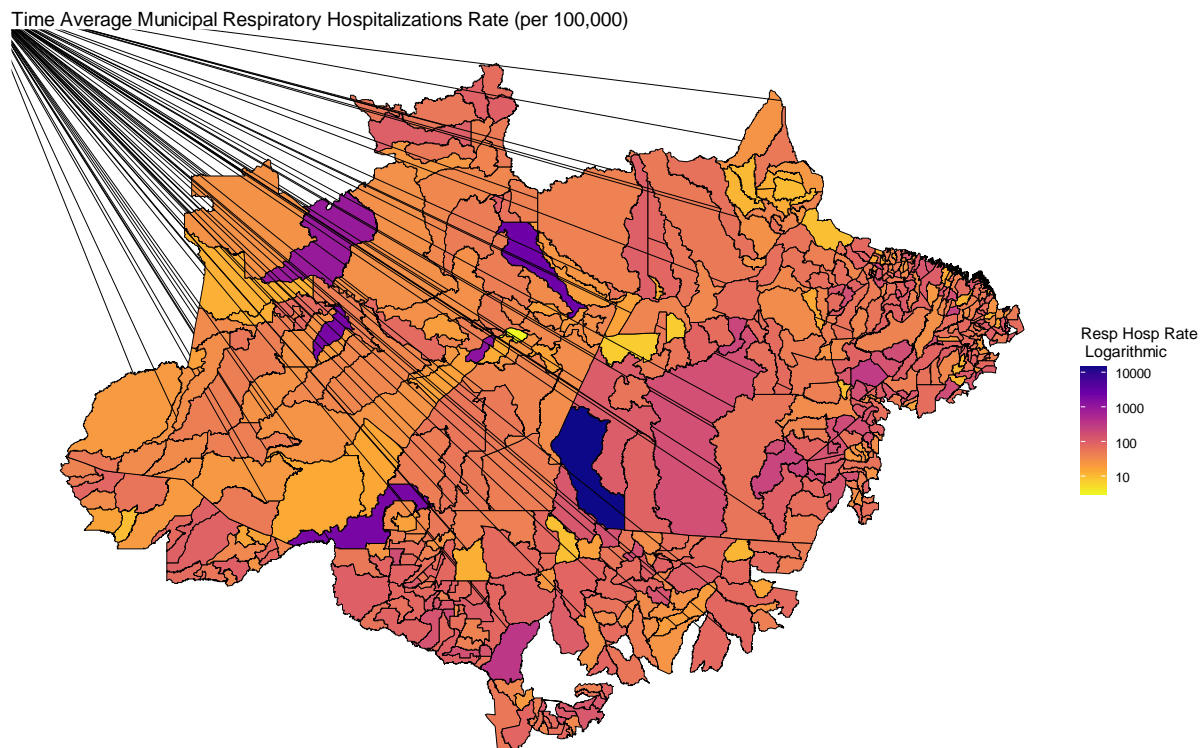 Time Average Municipal Respiratory Hospitalizations Rate (per 100,000)
Resp Hosp Rate
Logarithmic
10000
1000
100
10